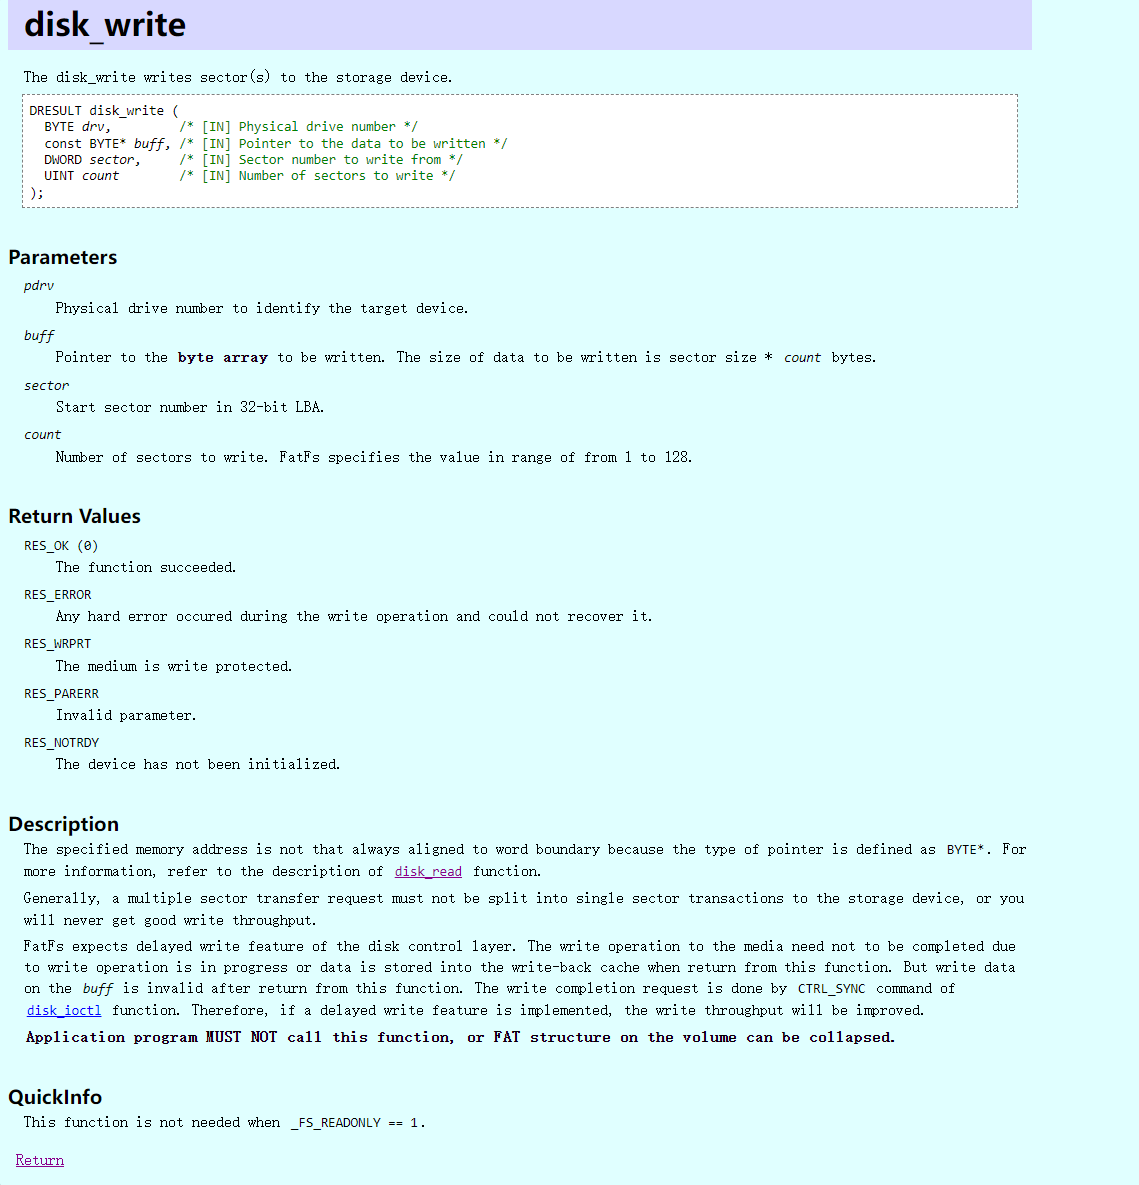 disk_write
The disk_write writes sector(s) to the storage device.
DRESULT disk_write (
  BYTE drv,         /* [IN] Physical drive number */
  const BYTE* buff, /* [IN] Pointer to the data to be written */
  DWORD sector,     /* [IN] Sector number to write from */
  UINT count        /* [IN] Number of sectors to write */
);
Parameters
pdrv
Physical drive number to identify the target device.
buff
Pointer to the byte array to be written. The size of data to be written is sector size * count bytes.
sector
Start sector number in 32-bit LBA.
count
Number of sectors to write. FatFs specifies the value in range of from 1 to 128.
Return Values
RES_OK (0)
The function succeeded.
RES_ERROR
Any hard error occured during the write operation and could not recover it.
RES_WRPRT
The medium is write protected.
RES_PARERR
Invalid parameter.
RES_NOTRDY
The device has not been initialized.
Description
The specified memory address is not that always aligned to word boundary because the type of pointer is defined as BYTE*. For
more information, refer to the description of disk_read function.
Generally, a multiple sector transfer request must not be split into single sector transactions to the storage device, or you
will never get good write throughput.
FatFs expects delayed write feature of the disk control layer. The write operation to the media need not to be completed due
to write operation is in progress or data is stored into the write-back cache when return from this function. But write data
on the buff is invalid after return from this function. The write completion request is done by CTRL_SYNC command of
disk_ioctl function. Therefore, if a delayed write feature is implemented, the write throughput will be improved.
Application program MUST NOT call this function, or FAT structure on the volume can be collapsed.
QuickInfo
This function is not needed when _FS_READONLY == 1.
Return